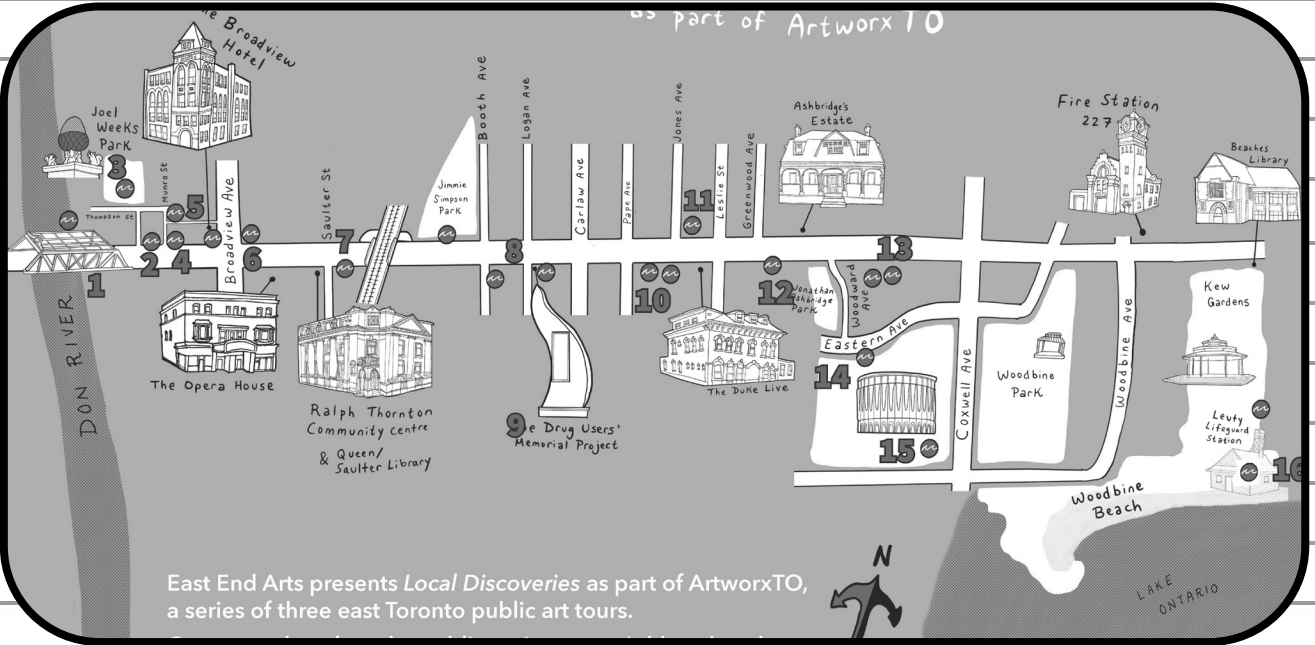 as part of ArtworxTO
The Broadview
Hotel
Joel
Weeks
Park
3
Munro St
Thompson St
5
Broadview Ave
1
2
4
6
DON RIVER
The Opera House
Saulter St
7
Ralph Thornton
Community Centre
& Queen/
Saulter Library
Jimmie
Simpson
Park
Booth Ave
Logan Ave
8
9
e Drug Users'
Memorial Project
Carlaw Ave
Pape Ave
10
Jones Ave
11
Leslie St
Greenwood Ave
The Duke Live
Ashbridge's
Estate
12
Jonathan
Ashbridge
Park
13
Woodward
Ave
Eastern Ave
14
15
Coxwell Ave
Woodbine
Park
Fire Station
227
Woodbine Ave
Beaches
Library
Kew
Gardens
Leuty
Lifeguard
Station
16
Woodbine
Beach
LAKE
ONTARIO
N
East End Arts presents Local Discoveries as part of ArtworxTO,
a series of three east Toronto public art tours.